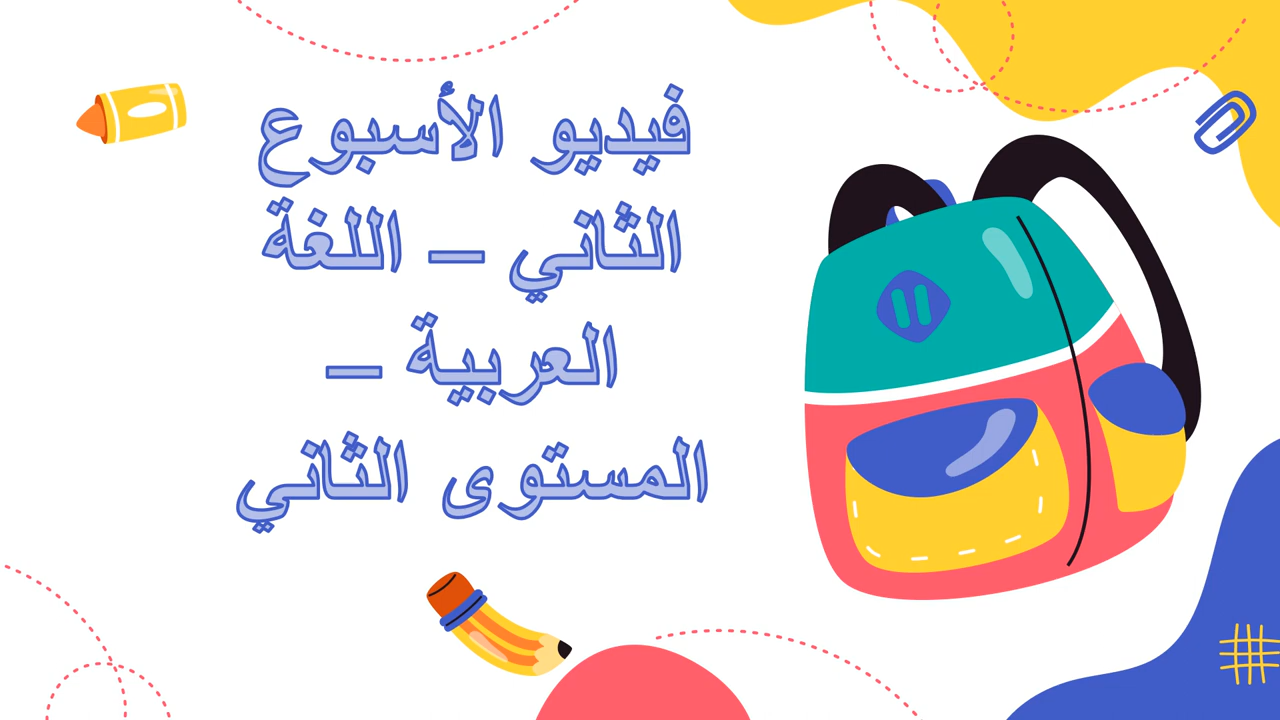 فيديو الأسبوع
الثاني – اللغة
العربية –
المستوى الثاني